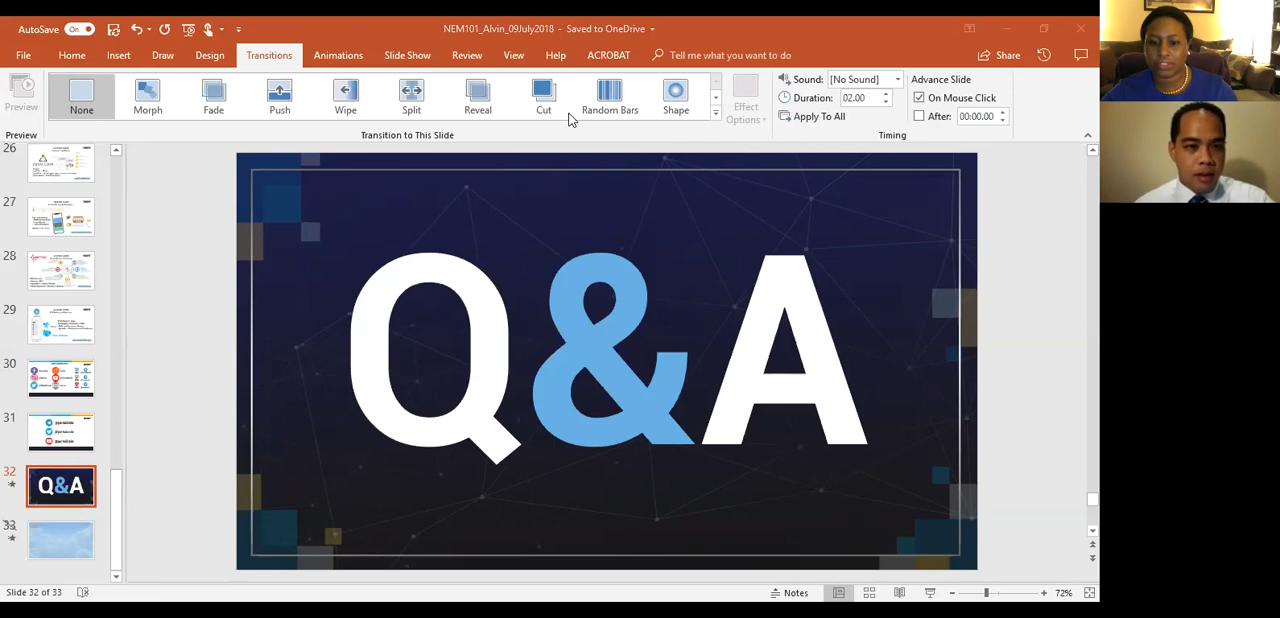 AutoSave On NEM101_Alvin_09July2018 - Saved to OneDrive
File Home Insert Draw Design Transitions Animations Slide Show Review View Help ACROBAT Tell me what you want to do Share
Preview None Morph Fade Push Wipe Split Reveal Cut Random Bars Shape Effect Options
Sound: [No Sound] Advance Slide
Duration: 02.00 On Mouse Click
Apply To All After: 00:00.00
Preview Transition to This Slide Timing
26
27
28
29
30
31
32
Q&A
33
Q&A
Slide 32 of 33 Notes 72%